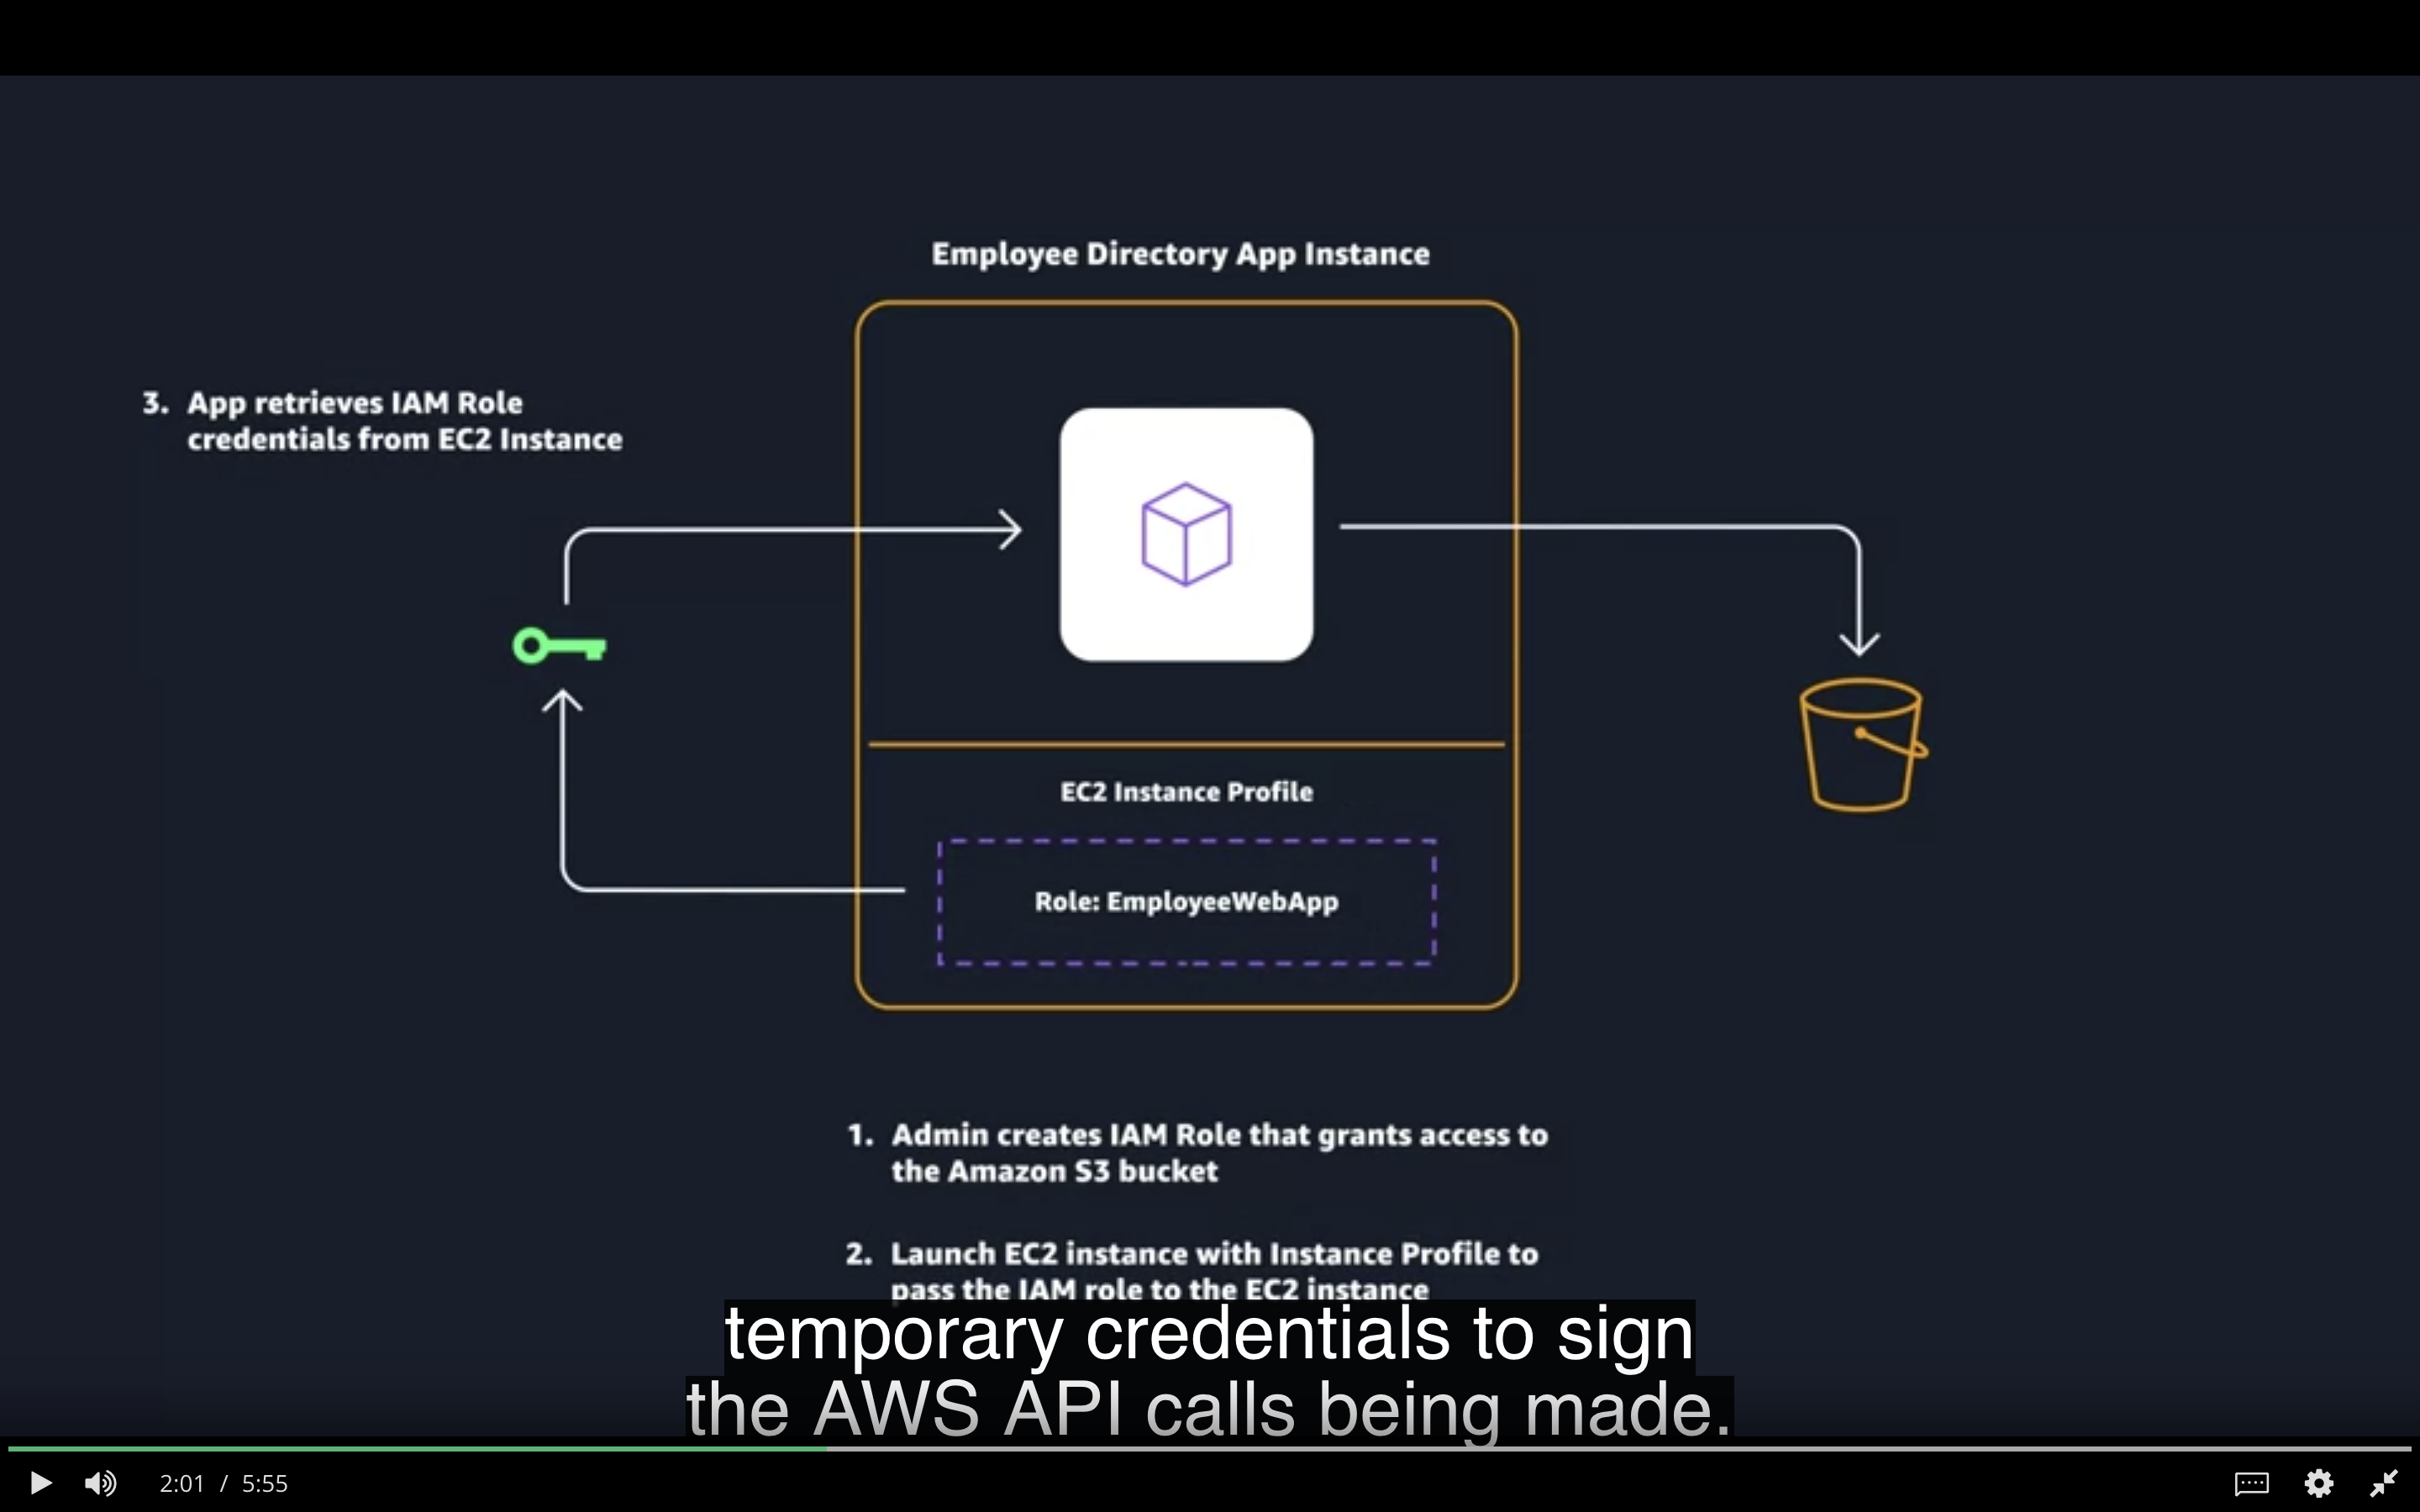 Employee Directory App Instance
3. App retrieves IAM Role
credentials from EC2 Instance
EC2 Instance Profile
Role: EmployeeWebApp
1. Admin creates IAM Role that grants access to
the Amazon S3 bucket
2. Launch EC2 instance with Instance Profile to
pass the IAM role to the EC2 instance
temporary credentials to sign
the AWS API calls being made.
2:01 / 5:55